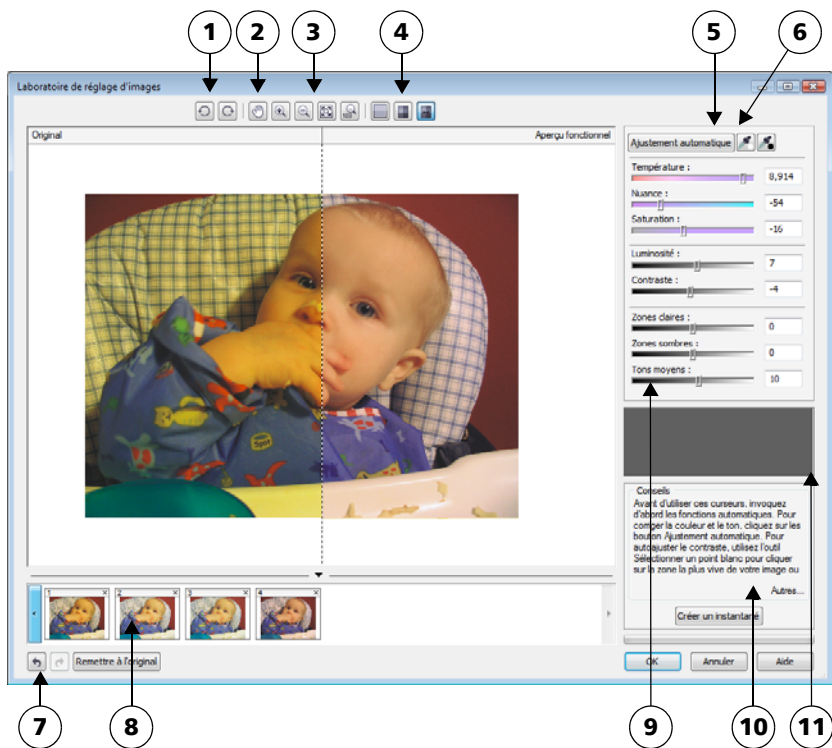 1 2 3 4 5 6
Laboratoire de réglage d'images
Original
Aperçu fonctionnel
Ajustement automatique
Température :
8,914
Nuance :
-54
Saturation :
-16
Luminosité :
7
Contraste :
-4
Zones claires :
0
Zones sombres :
0
Tons moyens :
10
Spot
Conseils
Avant d'utiliser ces curseurs, invoquez
d'abord les fonctions automatiques. Pour
corriger la couleur et le ton, cliquez sur les
bouton Ajustement automatique. Pour
autoajuster le contraste, utilisez l'outil
Sélectionner un point blanc pour cliquer
sur la zone la plus vive de votre image ou
Autres...
Créer un instantané
1 2 3 4
Remettre à l'original
OK Annuler Aide
7 8 9 10 11